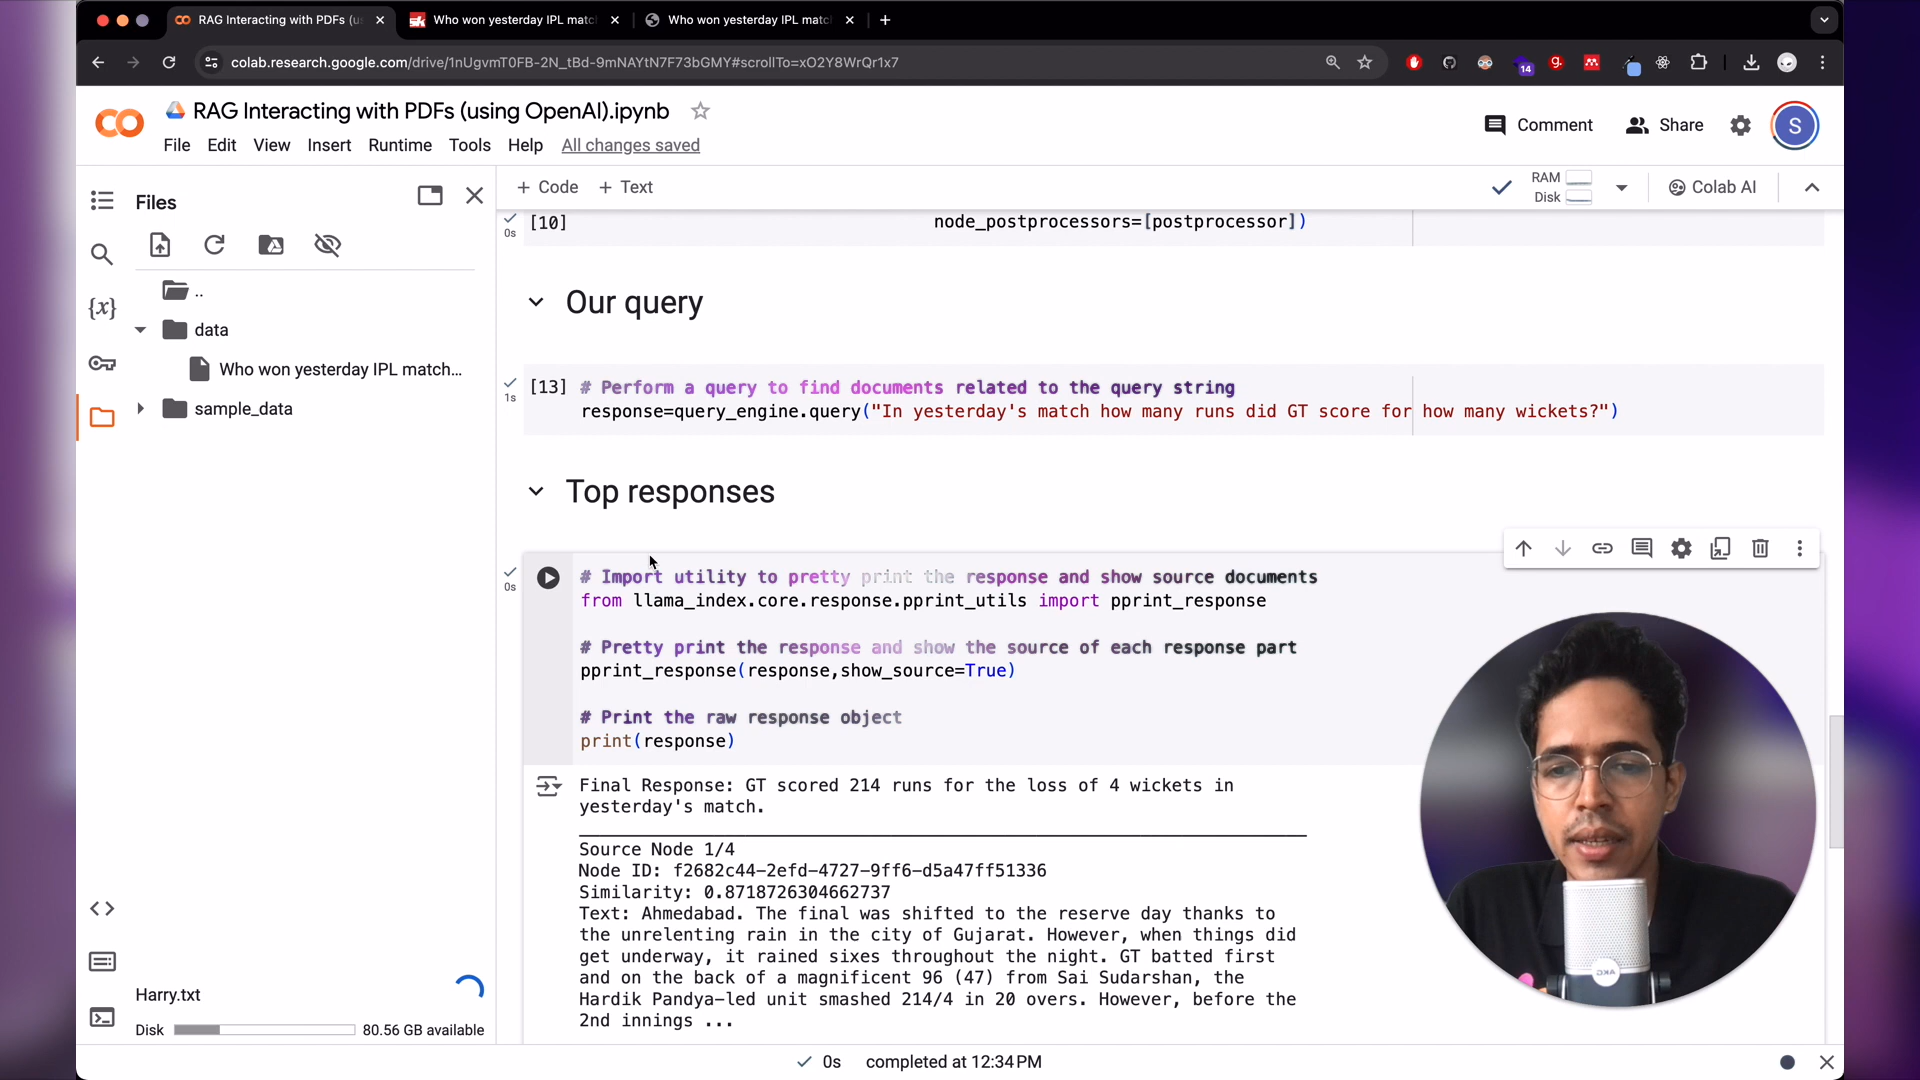 RAG Interacting with PDFs (u
Who won yesterday IPL matc
Who won yesterday IPL matc
colab.research.google.com/drive/1nUgvmT0FB-2N_tBd-9mNAYtN7F73bGMY#scrollTo=xO2Y8WrQr1x7
14
g.
RAG Interacting with PDFs (using OpenAI).ipynb
Comment
Share
S
File Edit View Insert Runtime Tools Help All changes saved
Files
+ Code + Text
RAM
Disk
Colab AI
..
data
Who won yesterday IPL match...
sample_data
{x}
0s
[10] node_postprocessors=[postprocessor])
Our query
1s
[13] # Perform a query to find documents related to the query string
response=query_engine.query("In yesterday's match how many runs did GT score for how many wickets?")
Top responses
0s
# Import utility to pretty print the response and show source documents
from llama_index.core.response.pprint_utils import pprint_response
# Pretty print the response and show the source of each response part
pprint_response(response,show_source=True)
# Print the raw response object
print(response)
Final Response: GT scored 214 runs for the loss of 4 wickets in
yesterday's match.
Source Node 1/4
Node ID: f2682c44-2efd-4727-9ff6-d5a47ff51336
Similarity: 0.8718726304662737
Text: Ahmedabad. The final was shifted to the reserve day thanks to
the unrelenting rain in the city of Gujarat. However, when things did
get underway, it rained sixes throughout the night. GT batted first
and on the back of a magnificent 96 (47) from Sai Sudarshan, the
Hardik Pandya-led unit smashed 214/4 in 20 overs. However, before the
2nd innings ...
Harry.txt
Disk 80.56 GB available
0s completed at 12:34 PM